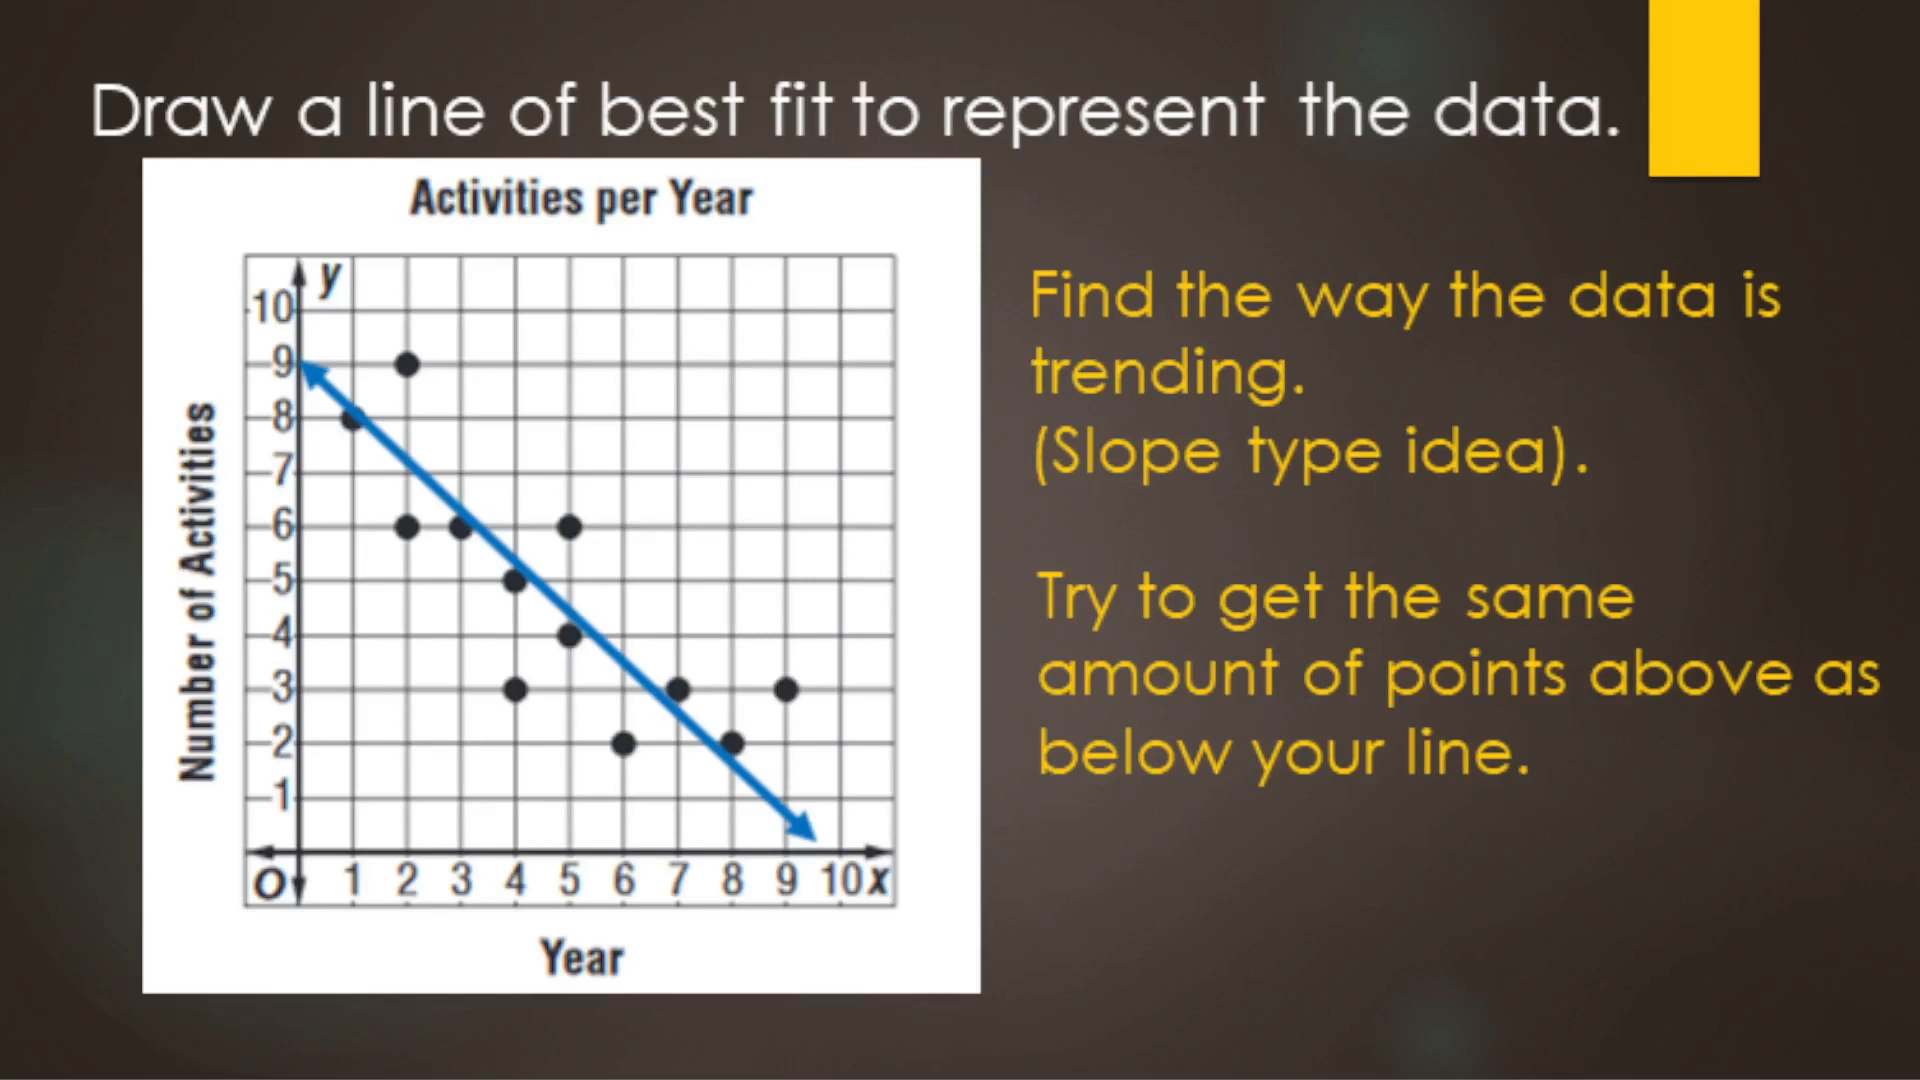 Draw a line of best fit to represent the data.
Activities per Year
y
10
9
8
7
6
5
4
3
2
1
Number of Activities
O 1 2 3 4 5 6 7 8 9 10 x
Year
Find the way the data is
trending.
(Slope type idea).
Try to get the same
amount of points above as
below your line.